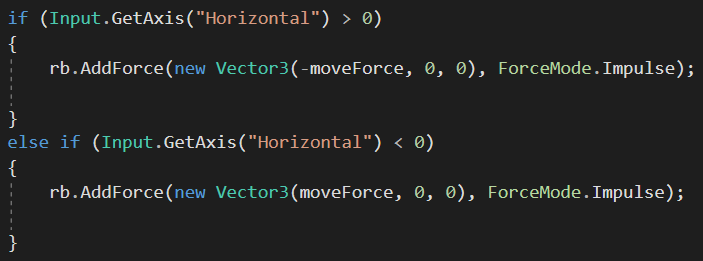 if (Input.GetAxis("Horizontal") > 0)
{
rb.AddForce(new Vector3(-moveForce, 0, 0), ForceMode.Impulse);
}
else if (Input.GetAxis("Horizontal") < 0)
{
rb.AddForce(new Vector3(moveForce, 0, 0), ForceMode.Impulse);
}